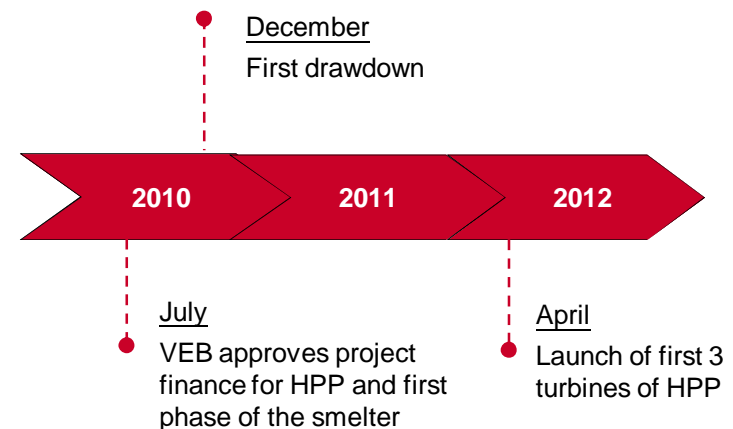 December
First drawdown
2010
2011
2012
July
VEB approves project
finance for HPP and first
phase of the smelter
April
Launch of first 3
turbines of HPP